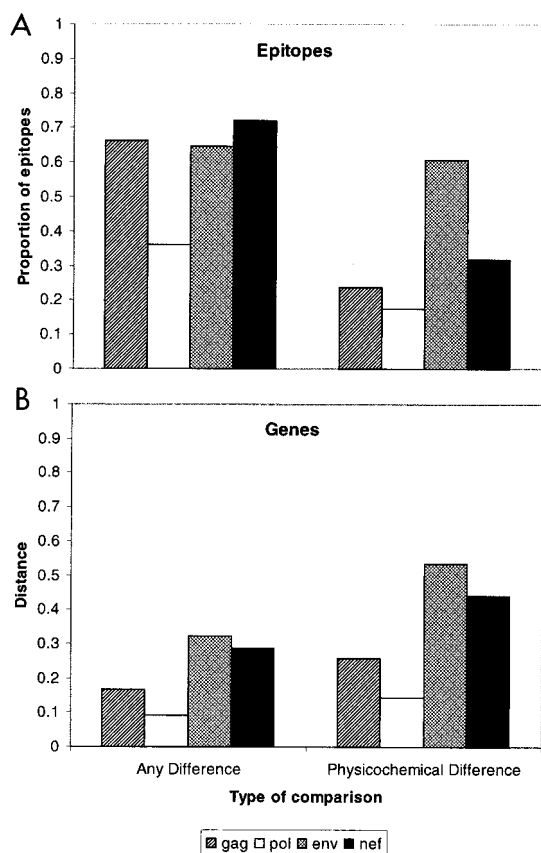 A
Epitopes
Proportion of epitopes
1
0.9
0.8
0.7
0.6
0.5
0.4
0.3
0.2
0.1
0
B
Genes
Distance
1
0.9
0.8
0.7
0.6
0.5
0.4
0.3
0.2
0.1
0
Any Difference Physicochemical Difference
Type of comparison
gag pol env nef